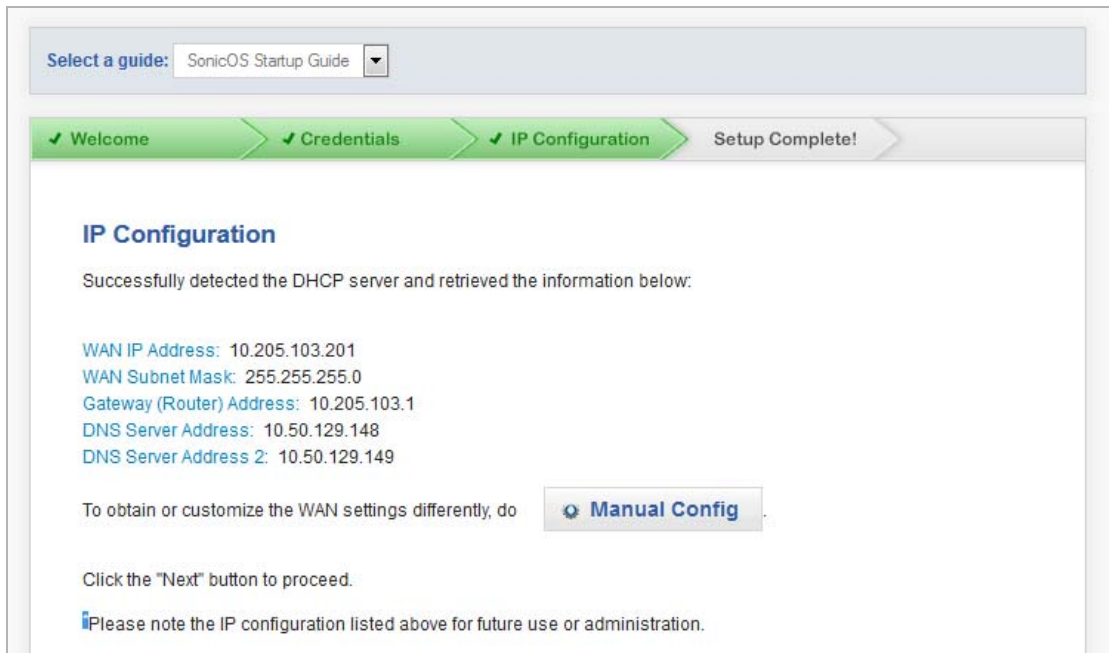 Select a guide: SonicOS Startup Guide
Welcome Credentials IP Configuration Setup Complete!
IP Configuration
Successfully detected the DHCP server and retrieved the information below:
WAN IP Address: 10.205.103.201
WAN Subnet Mask: 255.255.255.0
Gateway (Router) Address: 10.205.103.1
DNS Server Address: 10.50.129.148
DNS Server Address 2: 10.50.129.149
To obtain or customize the WAN settings differently, do Manual Config .
Click the "Next" button to proceed.
Please note the IP configuration listed above for future use or administration.